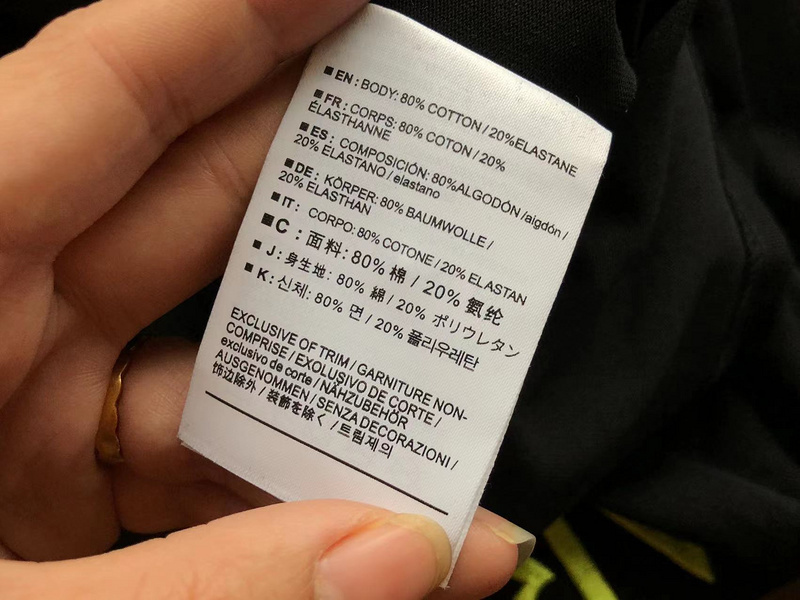 ■ EN : BODY: 80% COTTON / 20%ELASTANE
■ FR : CORPS: 80% COTON / 20%
ÉLASTHANNE
■ ES : COMPOSICIÓN: 80%ALGODÓN /aigdón /
20% ELASTANO / elastano
■ DE : KÖRPER: 80% BAUMWOLLE /
20% ELASTHAN
■ IT : CORPO: 80% COTONE / 20% ELASTAN
■ C : 面料: 80% 棉 / 20% 氨纶
■ J : 身生地: 80% 綿 / 20% ポリウレタン
■ K : 신체: 80% 면 / 20% 폴리우레탄
EXCLUSIVE OF TRIM / GARNITURE NON-
COMPRISE / EXOLUSIVO DE CORTE /
exclusivo de corte / NÄHZUBEHÖR
AUSGENOMMEN / SENZA DECORAZIONI /
饰边除外 / 装飾を除く / 트림제의